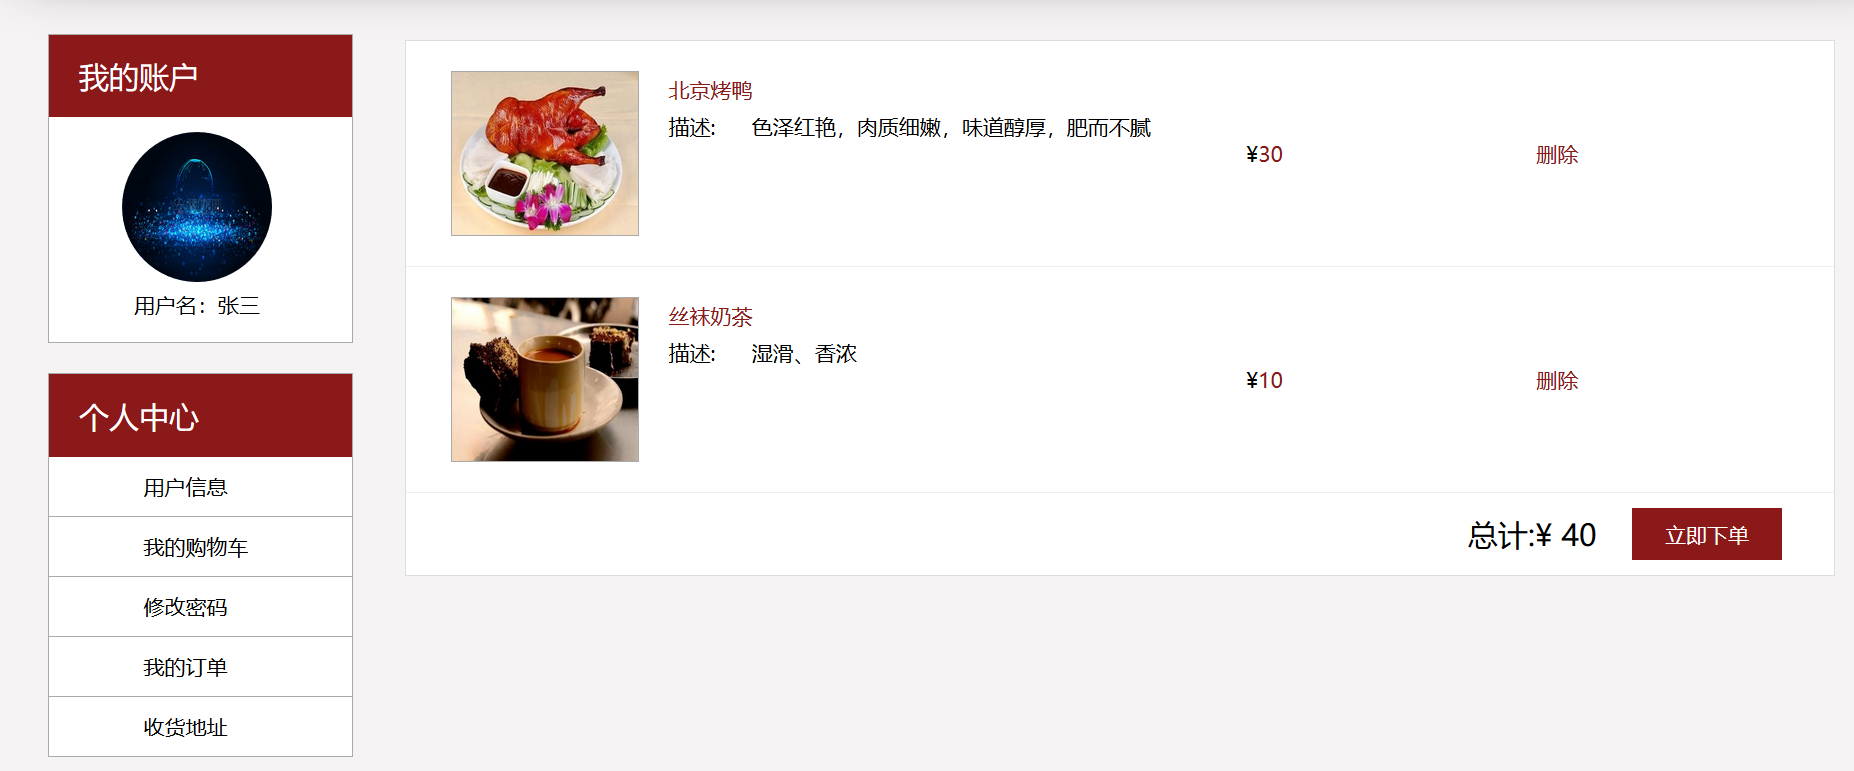 我的账户
用户名：张三
个人中心
用户信息
我的购物车
修改密码
我的订单
收货地址
北京烤鸭
描述: 色泽红艳，肉质细嫩，味道醇厚，肥而不腻
¥30
删除
丝袜奶茶
描述: 湿滑、香浓
¥10
删除
总计:¥ 40
立即下单